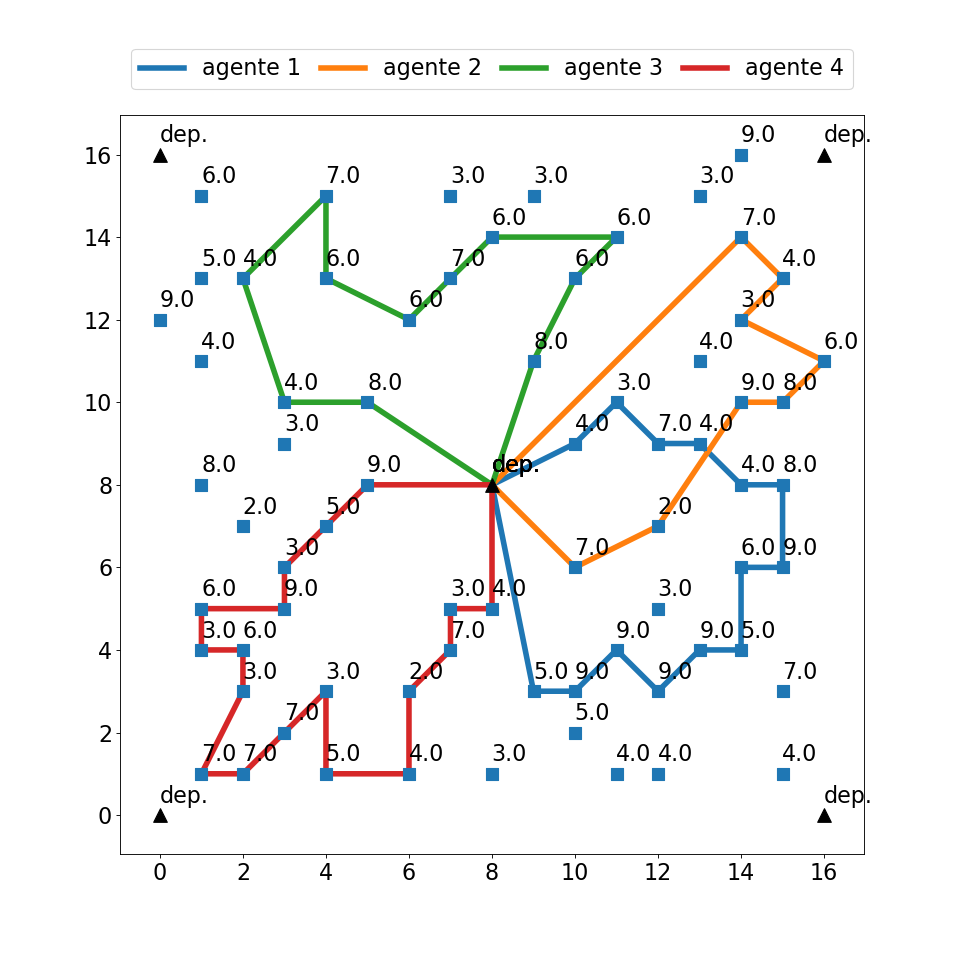 agente 1 agente 2 agente 3 agente 4
9.0
dep. dep.
16
6.0 7.0 3.0 3.0 3.0
6.0 6.0 7.0
14
5.0 4.0 6.0 7.0 6.0 4.0
9.0 6.0 3.0
12
4.0 8.0 4.0 6.0
4.0 8.0 3.0 9.0 8.0
10
3.0 4.0 7.0 4.0
8.0 9.0 dep. dep. 4.0 8.0
8
2.0 5.0 2.0
3.0 7.0 6.0 9.0
6
6.0 9.0 3.0 4.0 3.0
3.0 6.0 7.0 9.0 9.0 5.0
4
3.0 3.0 2.0 5.0 9.0 9.0 7.0
7.0 5.0
2
7.0 7.0 5.0 4.0 3.0 4.0 4.0 4.0
dep. dep.
0
0 2 4 6 8 10 12 14 16